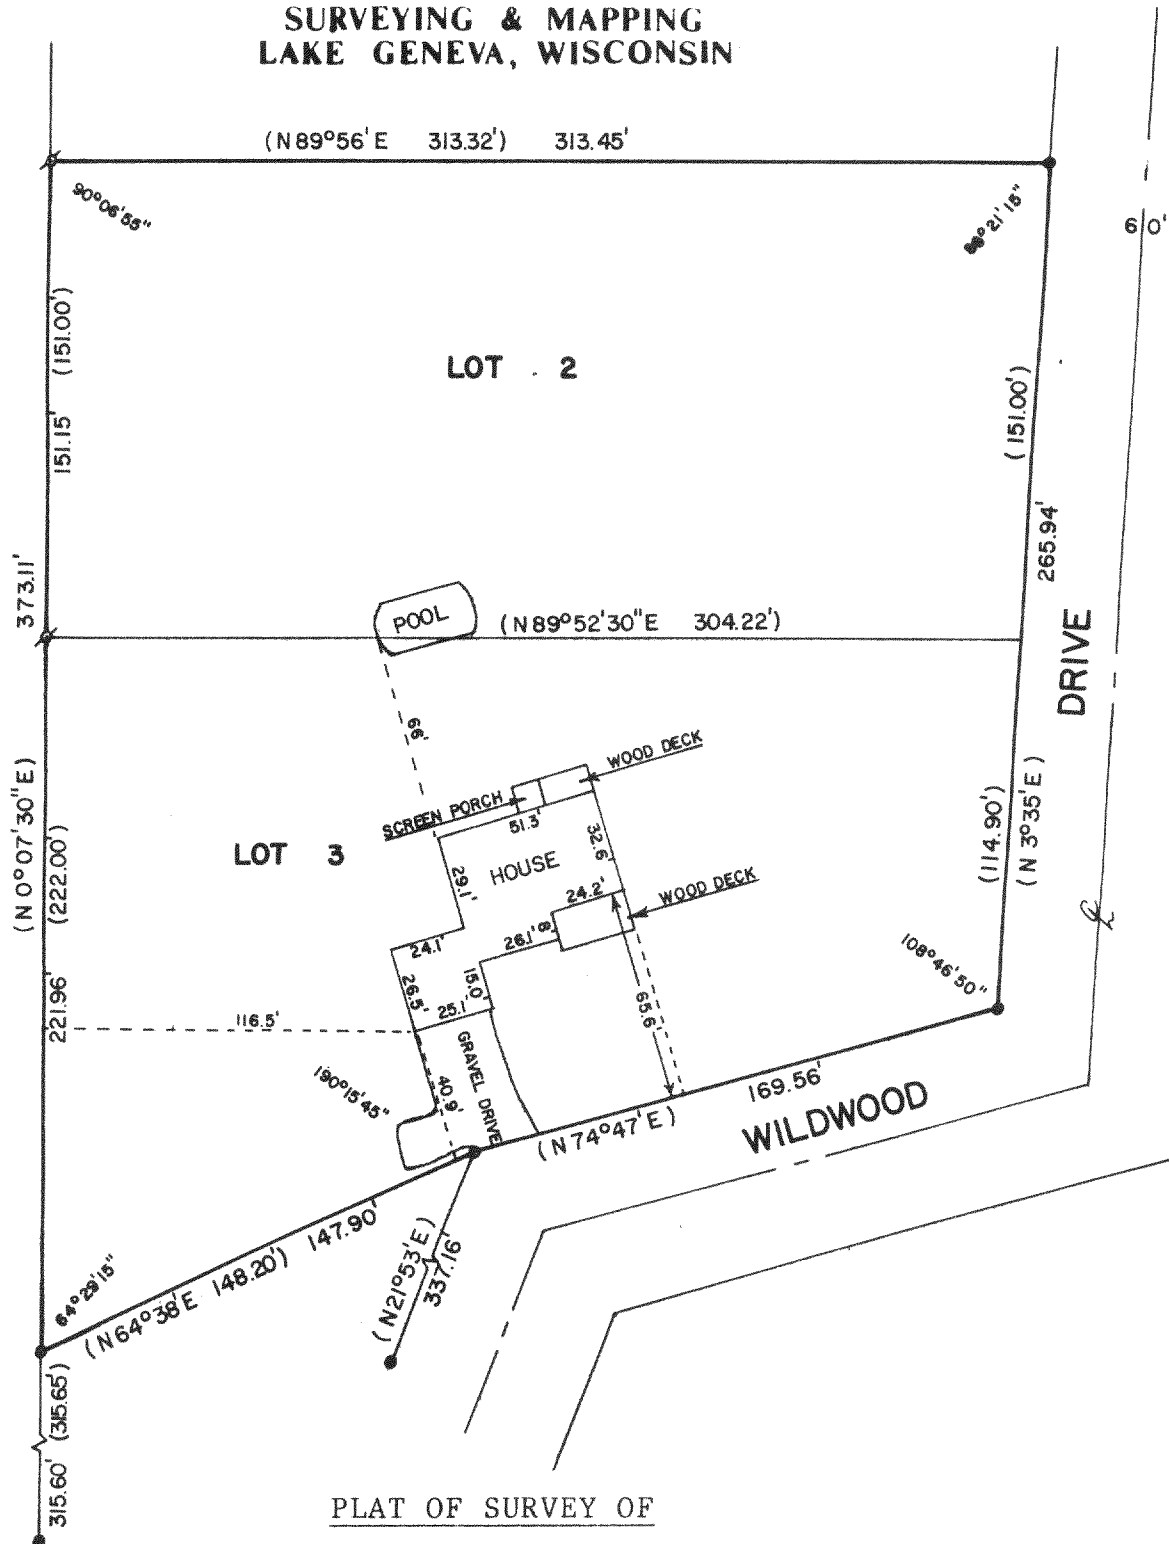 SURVEYING & MAPPING
LAKE GENEVA, WISCONSIN
(N89°56'E 313.32') 313.45'
90°06'55"
86°21'15"
60'
(151.00')
151.15'
LOT 2
(151.00')
265.94'
373.11'
POOL
(N89°52'30"E 304.22')
DRIVE
66'
WOOD DECK
SCREEN PORCH
51.3'
32.6'
(N0°07'30"E)
(222.00')
221.96'
LOT 3
29.1'
HOUSE
24.2'
WOOD DECK
(114.90')
(N 3°35'E)
24.1'
26.1'
8'
26.5'
15.0'
25.1'
65.6'
108°46'50"
116.5'
190°15'45"
40.9'
GRAVEL DRIVE
(N74°47'E)
169.56'
WILDWOOD
64°29'15"
(N64°38'E 148.20') 147.90'
(N21°53'E)
337.16'
315.60' (315.65')
PLAT OF SURVEY OF